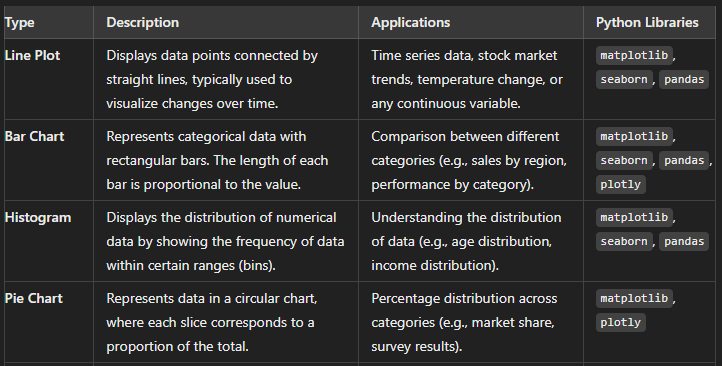 Type Description Applications Python Libraries
Line Plot Displays data points connected by Time series data, stock market matplotlib,
straight lines, typically used to trends, temperature change, or seaborn, pandas
visualize changes over time. any continuous variable.
Bar Chart Represents categorical data with Comparison between different matplotlib,
rectangular bars. The length of each categories (e.g., sales by region, seaborn, pandas,
bar is proportional to the value. performance by category). plotly
Histogram Displays the distribution of numerical Understanding the distribution matplotlib,
data by showing the frequency of data of data (e.g., age distribution, seaborn, pandas
within certain ranges (bins). income distribution).
Pie Chart Represents data in a circular chart, Percentage distribution across matplotlib,
where each slice corresponds to a categories (e.g., market share, plotly
proportion of the total. survey results).